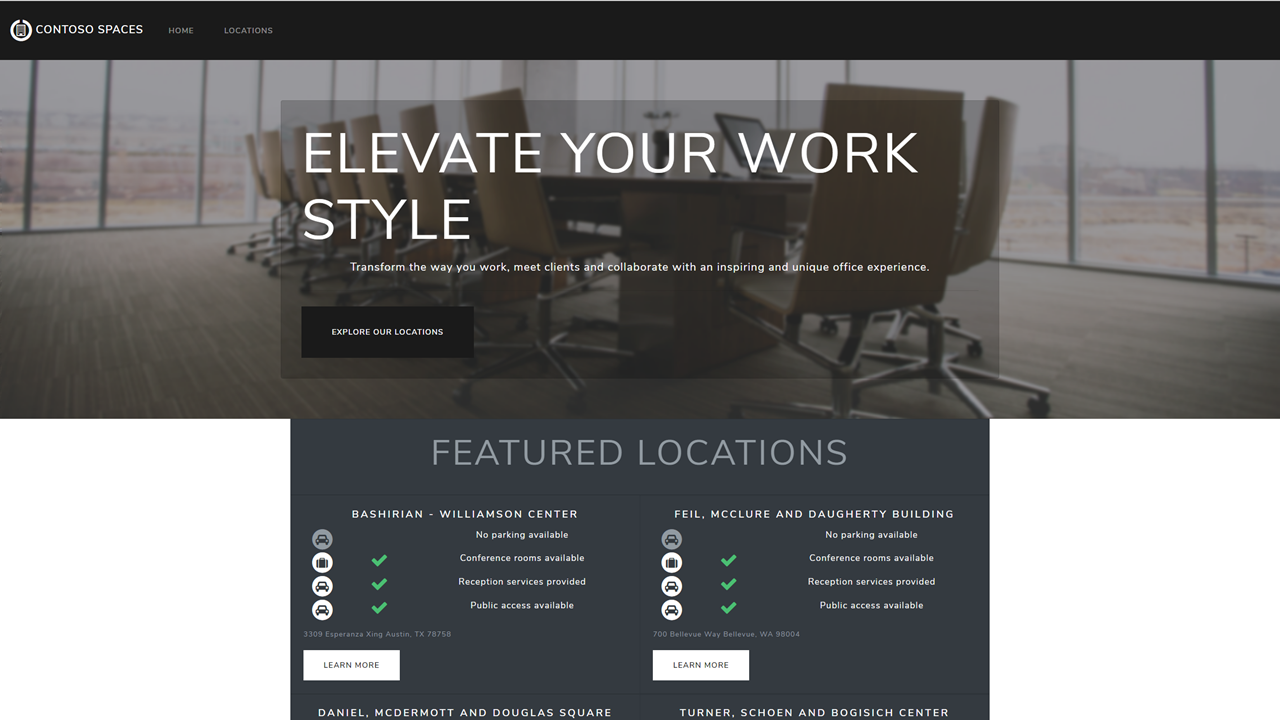 CONTOSO SPACES
HOME
LOCATIONS
ELEVATE YOUR WORK
STYLE
Transform the way you work, meet clients and collaborate with an inspiring and unique office experience.
EXPLORE OUR LOCATIONS
FEATURED LOCATIONS
BASHIRIAN - WILLIAMSON CENTER
No parking available
Conference rooms available
Reception services provided
Public access available
3309 Esperanza Xing Austin, TX 78758
LEARN MORE
FEIL, MCCLURE AND DAUGHERTY BUILDING
No parking available
Conference rooms available
Reception services provided
Public access available
700 Bellevue Way Bellevue, WA 98004
LEARN MORE
DANIEL, MCDERMOTT AND DOUGLAS SQUARE
TURNER, SCHOEN AND BOGISICH CENTER